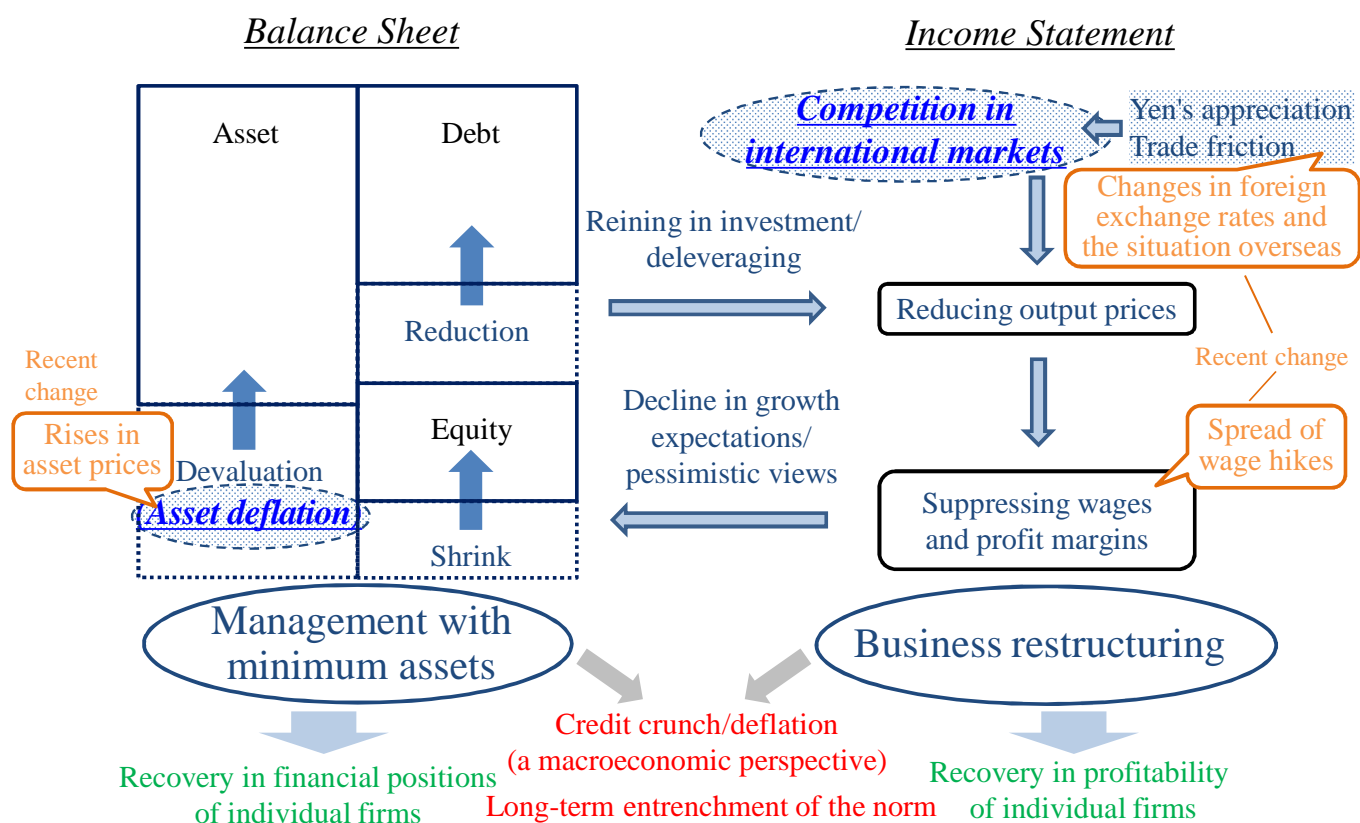 Balance Sheet
Income Statement
Asset
Debt
Competition in
international markets
Yen's appreciation
Trade friction
Changes in foreign
exchange rates and
the situation overseas
Reining in investment/
deleveraging
Reduction
Reducing output prices
Recent
change
Recent change
Rises in
asset prices
Devaluation
Asset deflation
Equity
Shrink
Decline in growth
expectations/
pessimistic views
Spread of
wage hikes
Suppressing wages
and profit margins
Management with
minimum assets
Business restructuring
Credit crunch/deflation
(a macroeconomic perspective)
Long-term entrenchment of the norm
Recovery in financial positions
of individual firms
Recovery in profitability
of individual firms